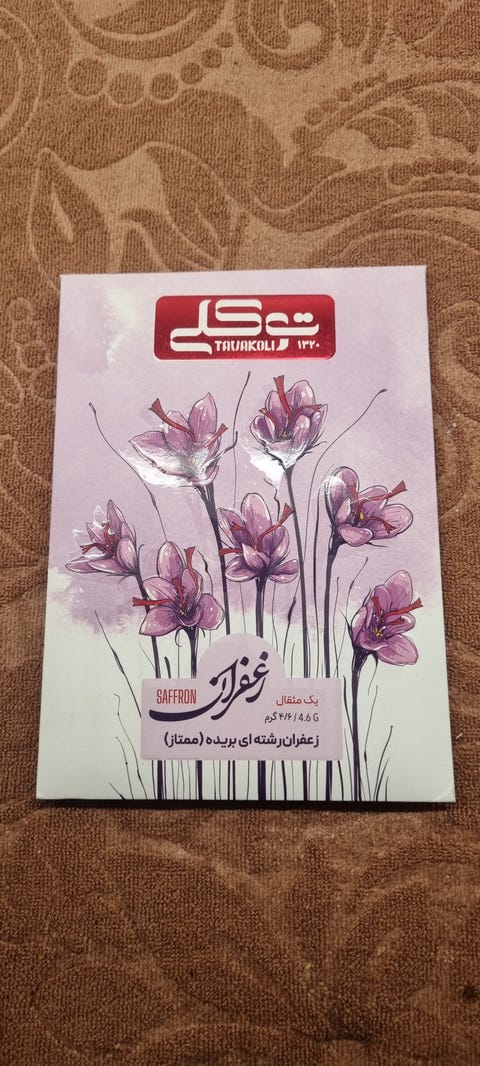 توکلی
TAVAKOLI ۱۳۲۰
SAFFRON زعفران
یک مثقال
۴/۶ گرم / 4.6 G
زعفران رشته ای بریده (ممتاز)